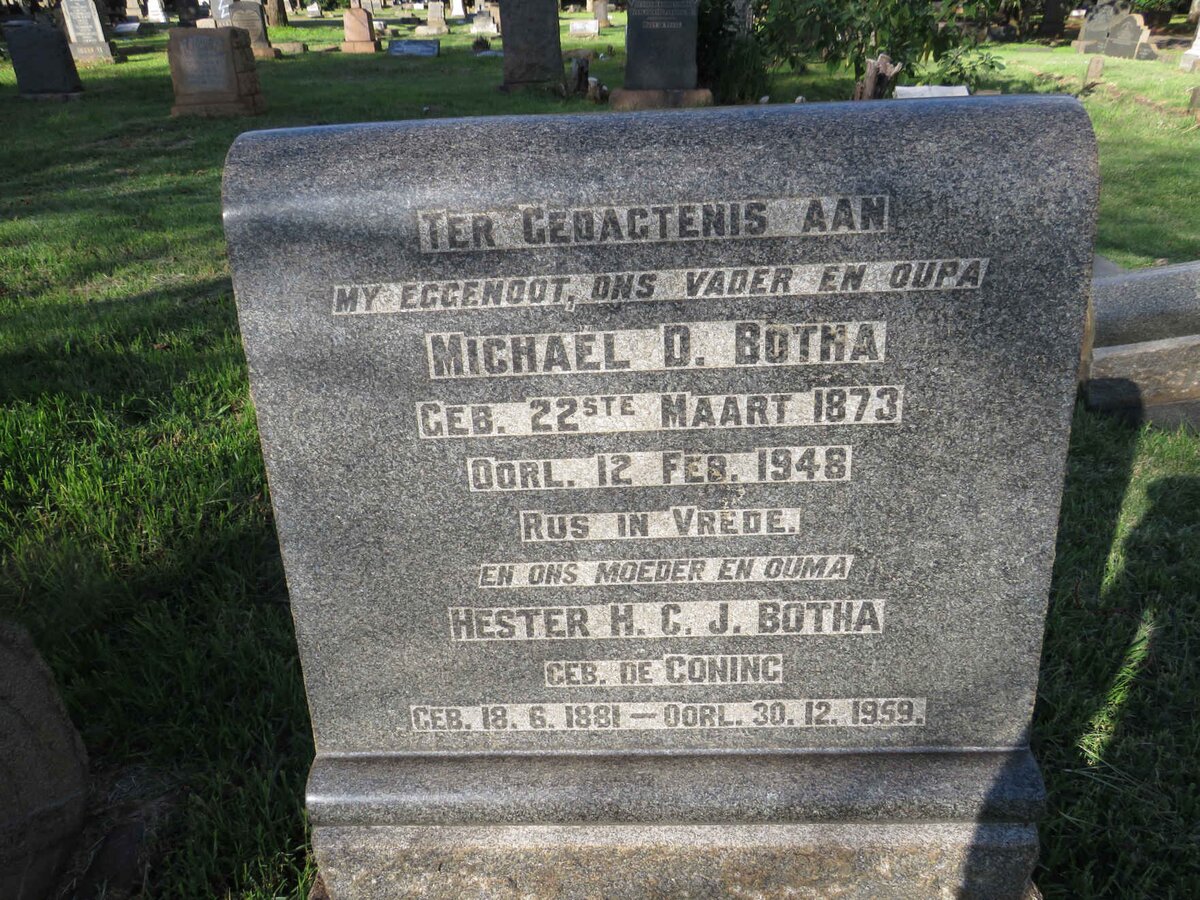 TER GEDAGTENIS AAN
MY EGGENOOT, ONS VADER EN OUPA
MICHAEL D. BOTHA
GEB. 22STE MAART 1873
OORL. 12 FEB. 1948
RUS IN VREDE.
EN ONS MOEDER EN OUMA
HESTER H. C. J. BOTHA
GEB. DE CONING
GEB. 18. 6. 1881 — OORL. 30. 12. 1959.